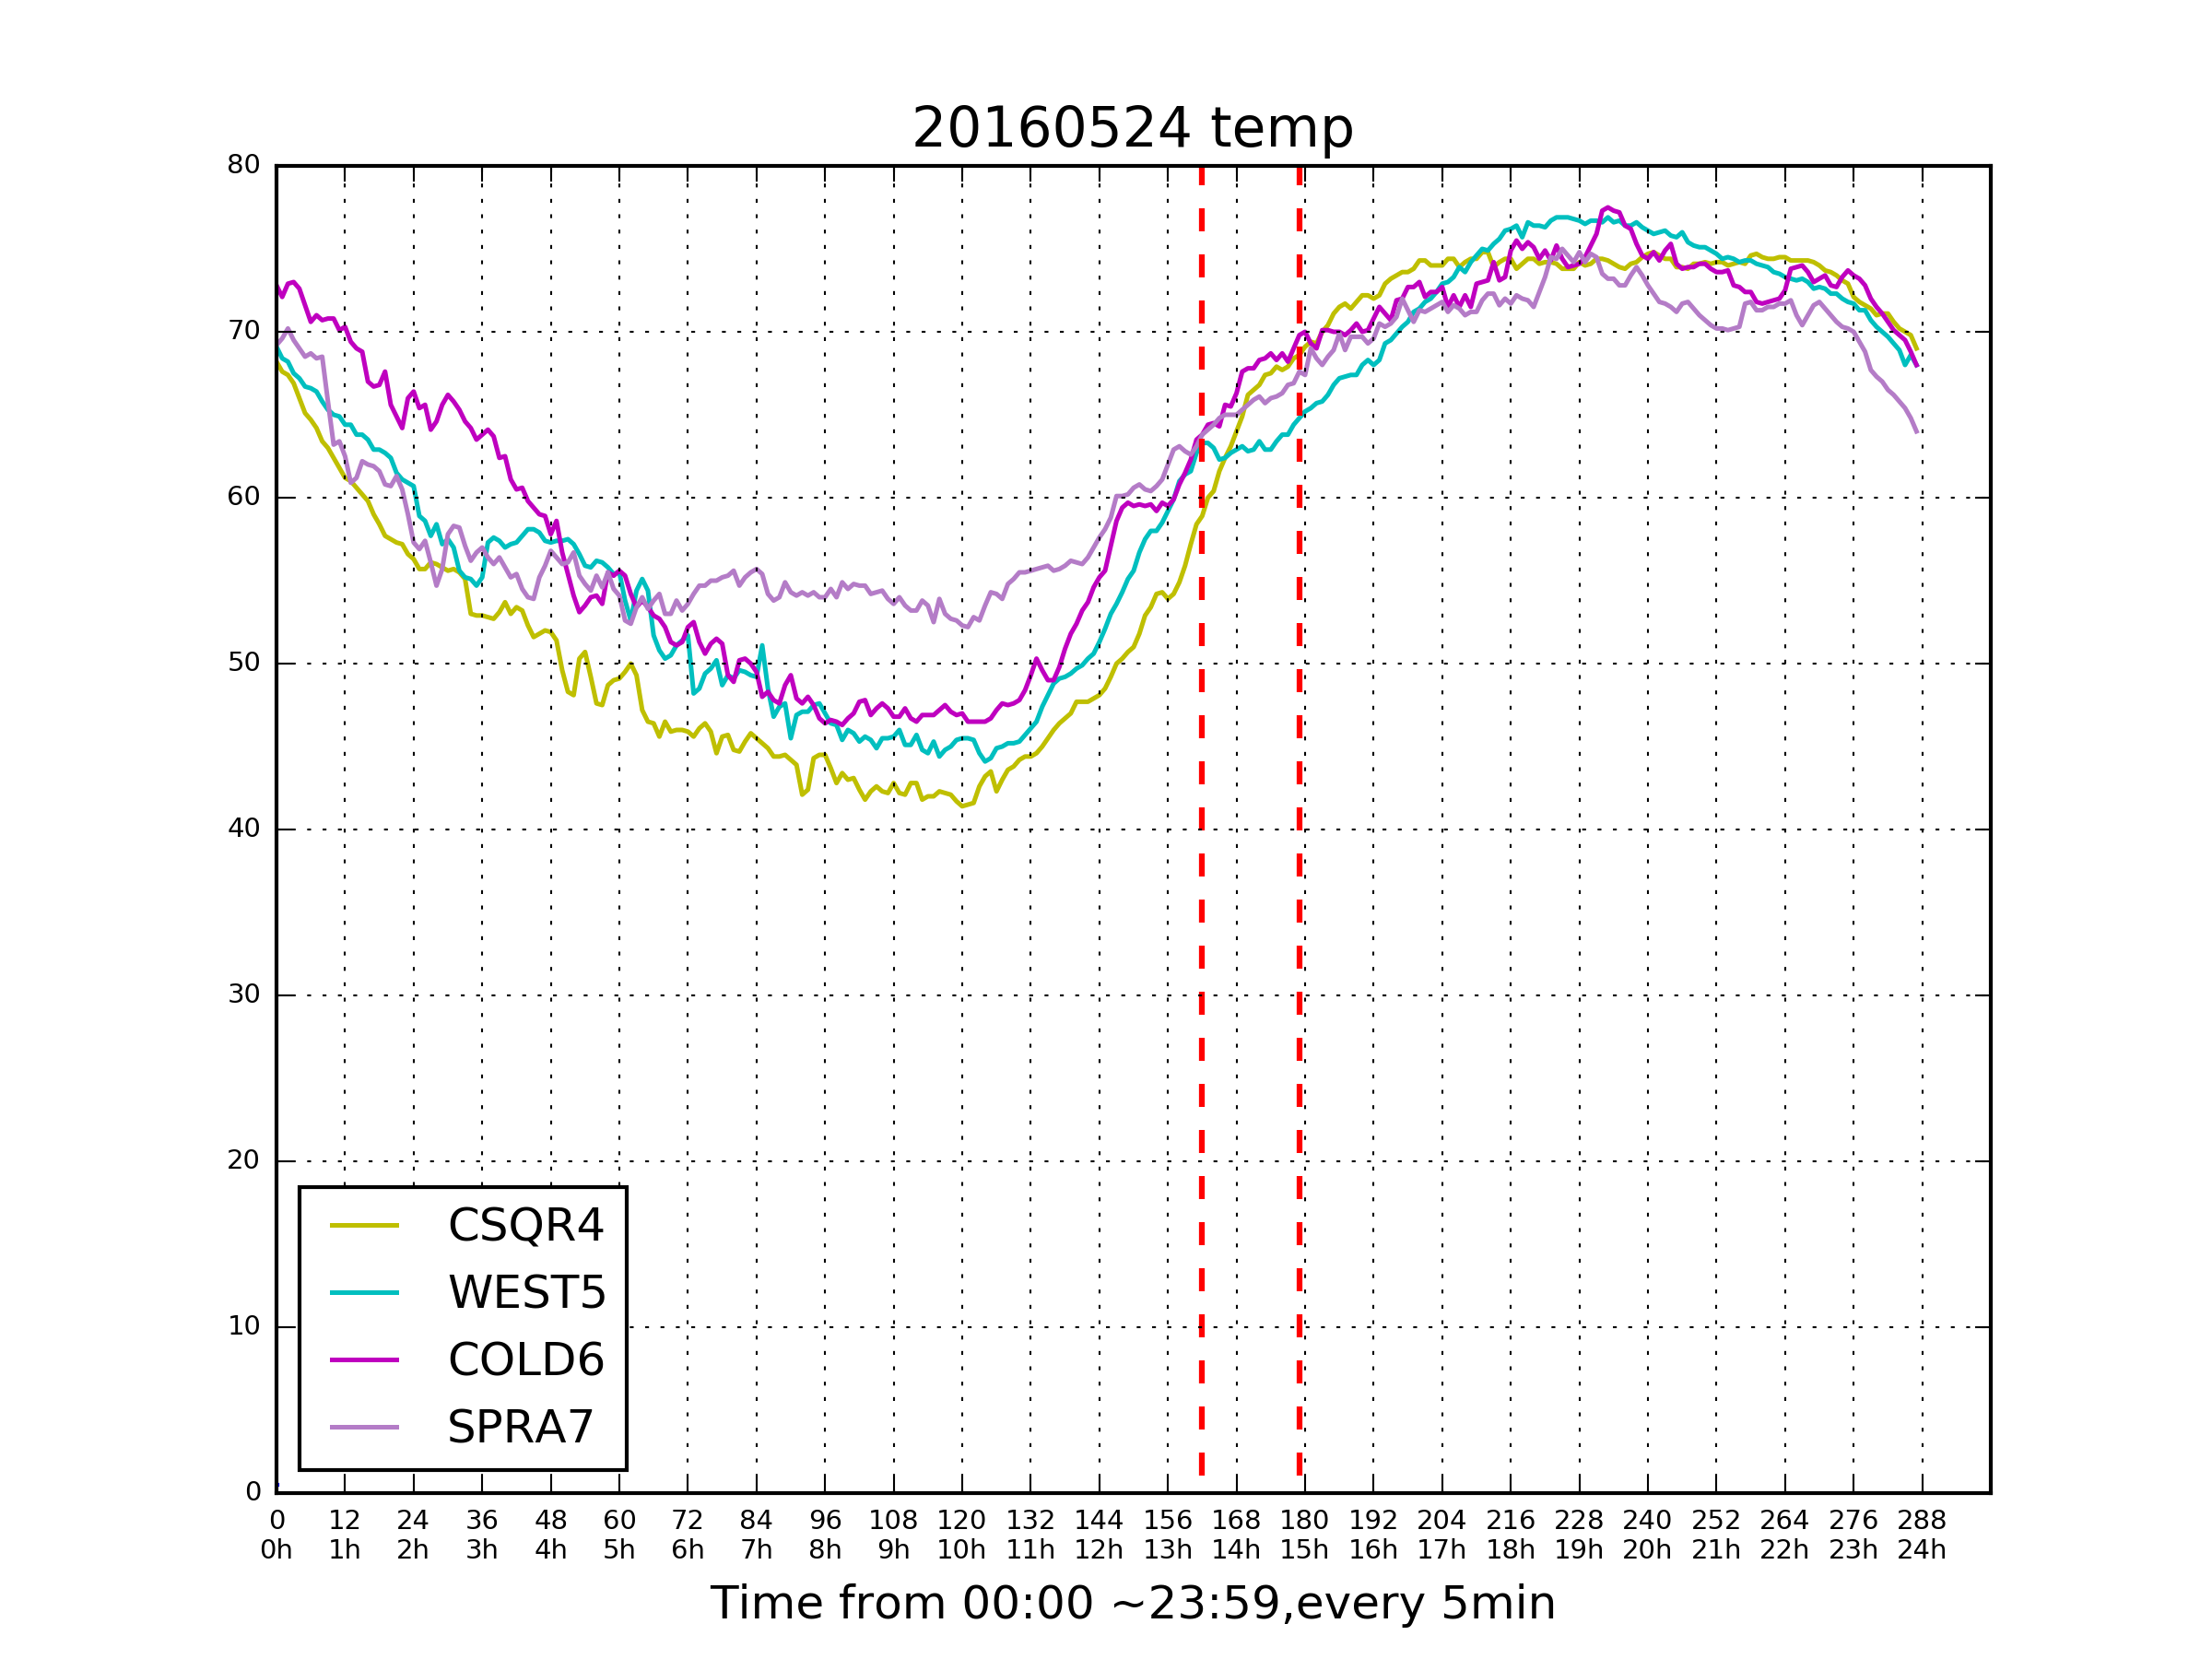 20160524 temp
80
70
60
50
40
30
20
10
0
CSQR4
WEST5
COLD6
SPRA7
0 12 24 36 48 60 72 84 96 108 120 132 144 156 168 180 192 204 216 228 240 252 264 276 288
0h 1h 2h 3h 4h 5h 6h 7h 8h 9h 10h 11h 12h 13h 14h 15h 16h 17h 18h 19h 20h 21h 22h 23h 24h
Time from 00:00 ~23:59,every 5min